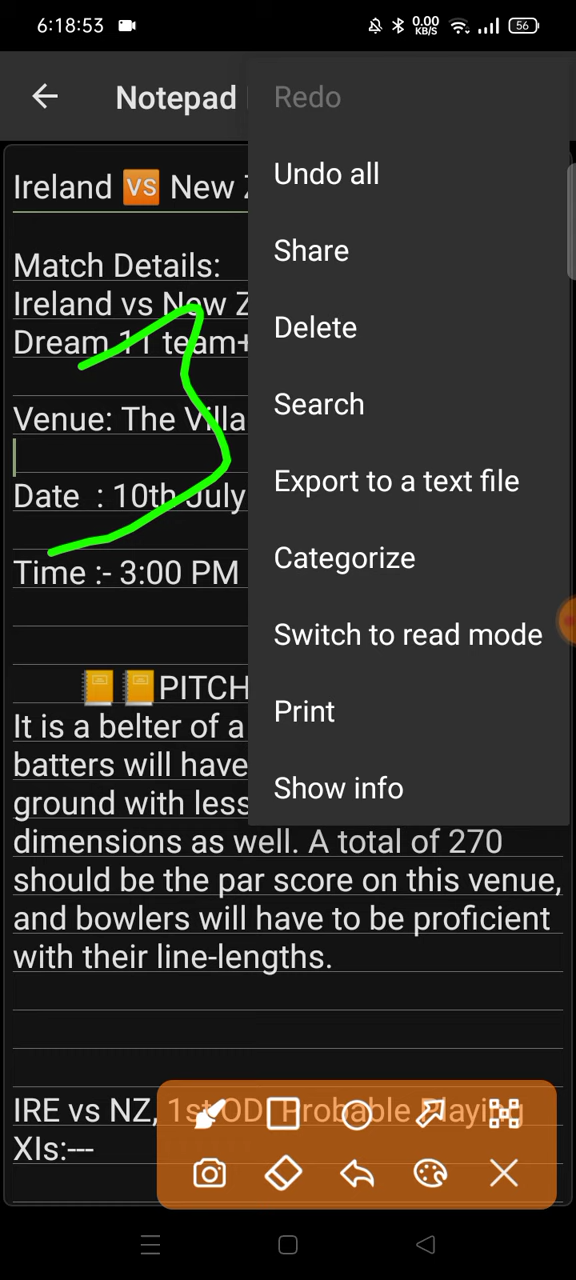 6:18:53
0.00
KB/S
56
Notepad
Redo
Undo all
Share
Delete
Search
Export to a text file
Categorize
Switch to read mode
Print
Show info
Ireland 🆚 New
Match Details:
Ireland vs New Z
Dream 11 team+
Venue: The Villa
Date : 10th July
Time :- 3:00 PM
📒📒PITCH
It is a belter of a
batters will have
ground with less
dimensions as well. A total of 270
should be the par score on this venue,
and bowlers will have to be proficient
with their line-lengths.
IRE vs NZ, 1st ODI Probable Playing
XIs:---